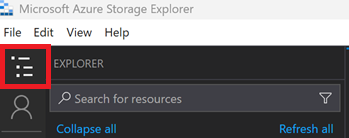 Microsoft Azure Storage Explorer
File Edit View Help
EXPLORER
Search for resources
Collapse all Refresh all